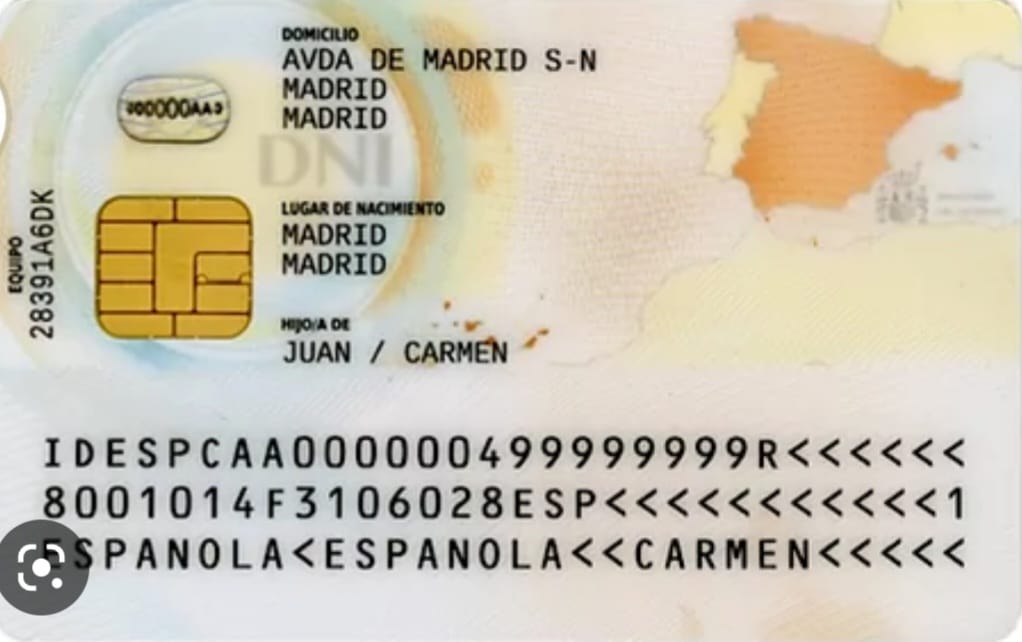 DOMICILIO
AVDA DE MADRID S-N
MADRID
MADRID
DNI
LUGAR DE NACIMIENTO
MADRID
MADRID
HIJO/A DE
JUAN / CARMEN
EQUIPO
28391A6DK
IDESPCAA000000499999999R<<<<<<
8001014F3106028ESP<<<<<<<<<<<1
ESPANOLA<ESPANOLA<<CARMEN<<<<<